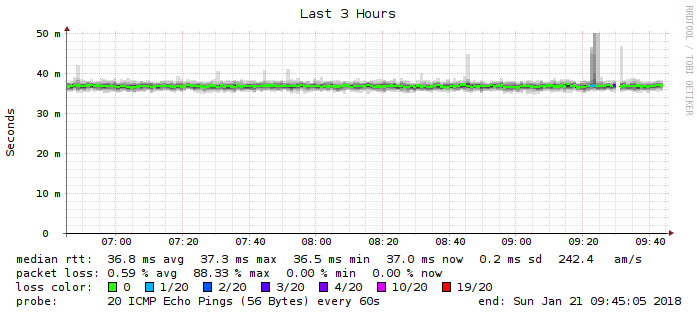 Last 3 Hours
RRDTOOL / TOBI OETIKER
Seconds
50 m
40 m
30 m
20 m
10 m
0
07:00 07:20 07:40 08:00 08:20 08:40 09:00 09:20 09:40
median rtt: 36.8 ms avg 37.3 ms max 36.5 ms min 37.0 ms now 0.2 ms sd 242.4 am/s
packet loss: 0.59 % avg 88.33 % max 0.00 % min 0.00 % now
loss color: 0 1/20 2/20 3/20 4/20 10/20 19/20
probe: 20 ICMP Echo Pings (56 Bytes) every 60s end: Sun Jan 21 09:45:05 2018